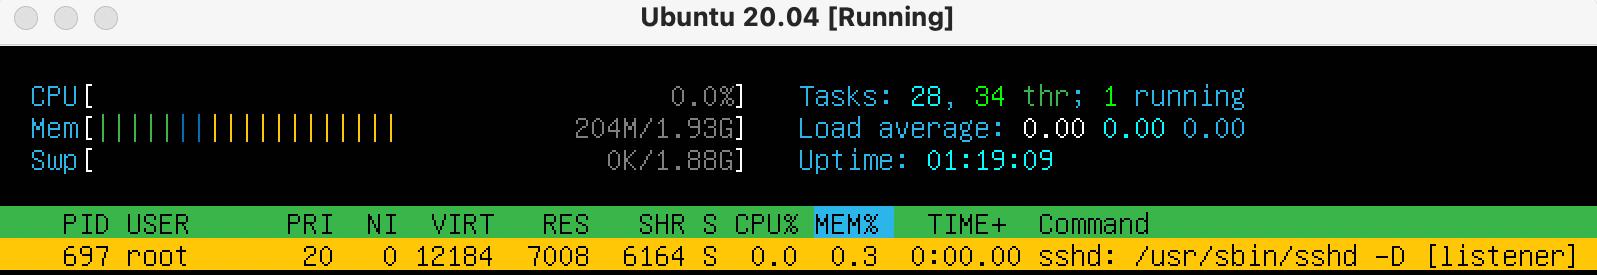 Ubuntu 20.04 [Running]
CPU[ 0.0%] Tasks: 28, 34 thr; 1 running
Mem[||||||||||||||||||| 204M/1.93G] Load average: 0.00 0.00 0.00
Swp[ 0K/1.88G] Uptime: 01:19:09
PID USER PRI NI VIRT RES SHR S CPU% MEM% TIME+ Command
697 root 20 0 12184 7008 6164 S 0.0 0.3 0:00.00 sshd: /usr/sbin/sshd -D [listener]